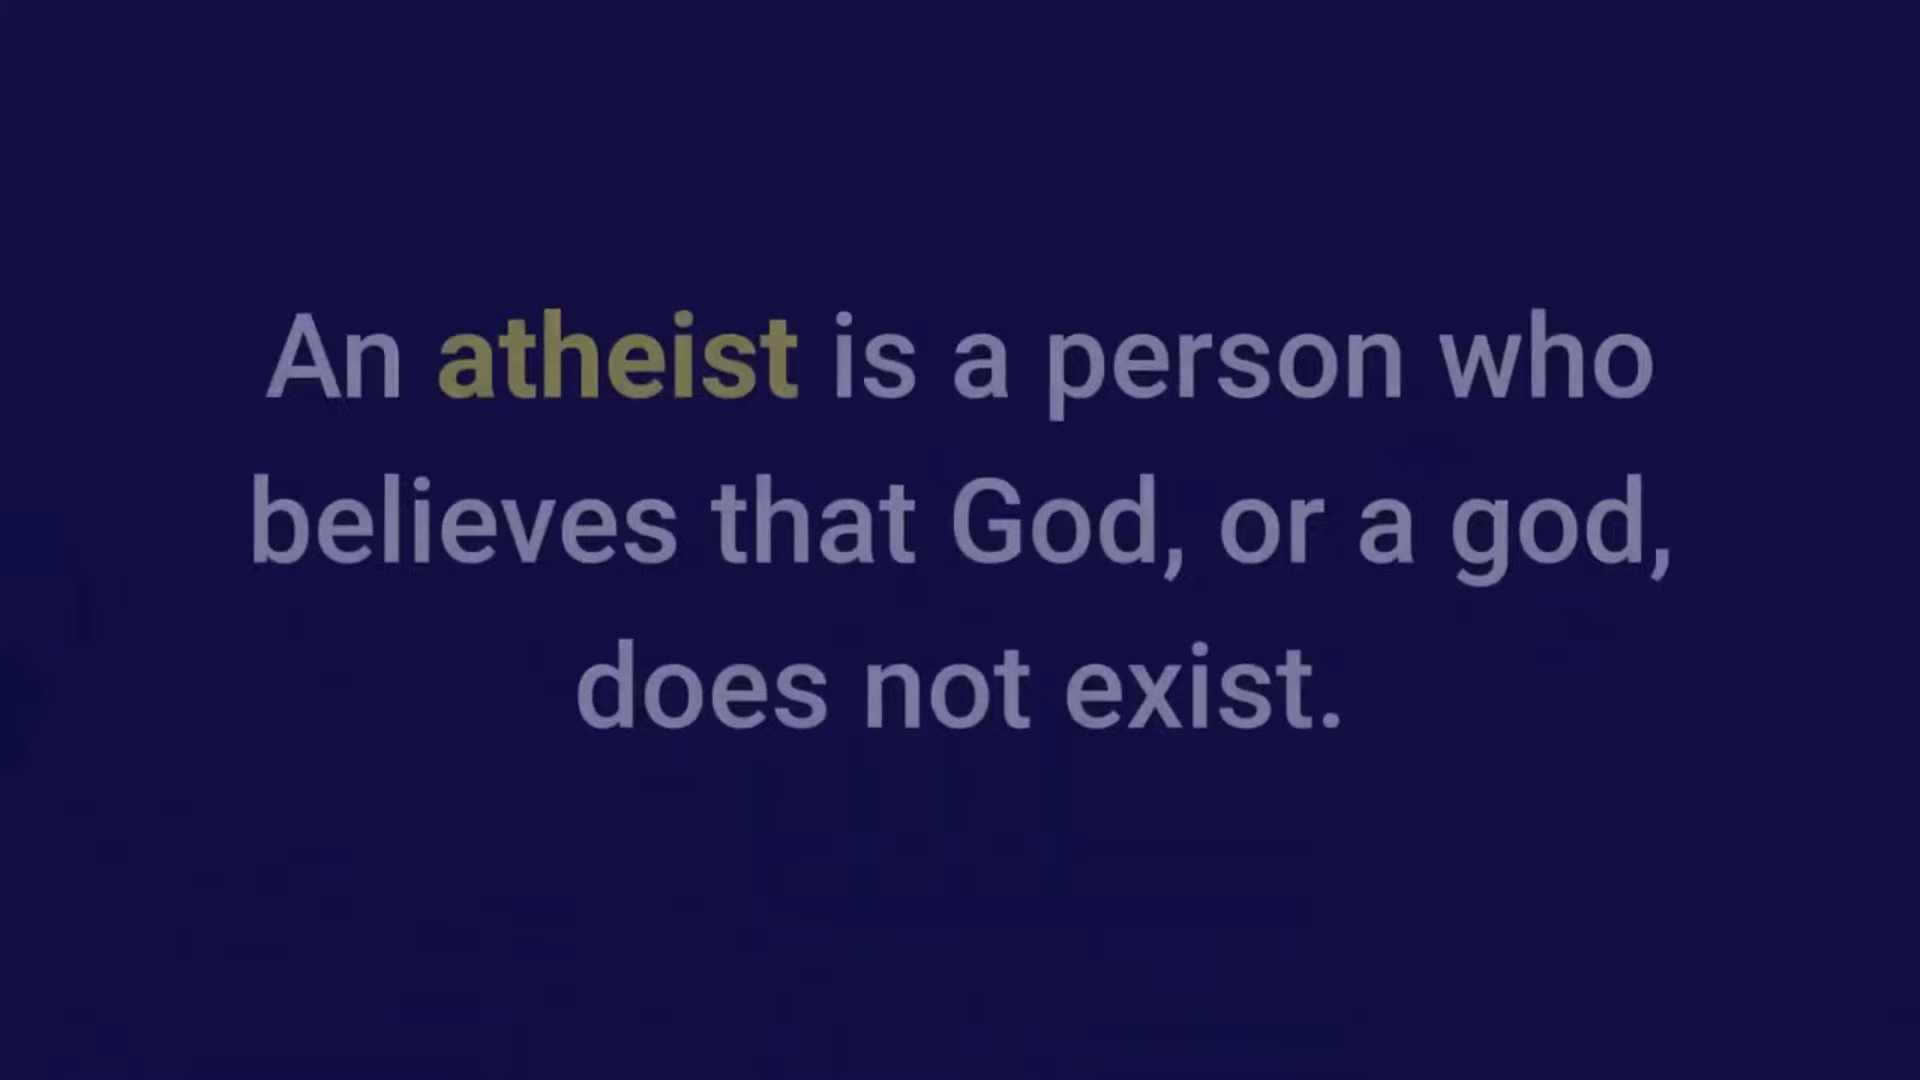 An atheist is a person who
believes that God, or a god,
does not exist.